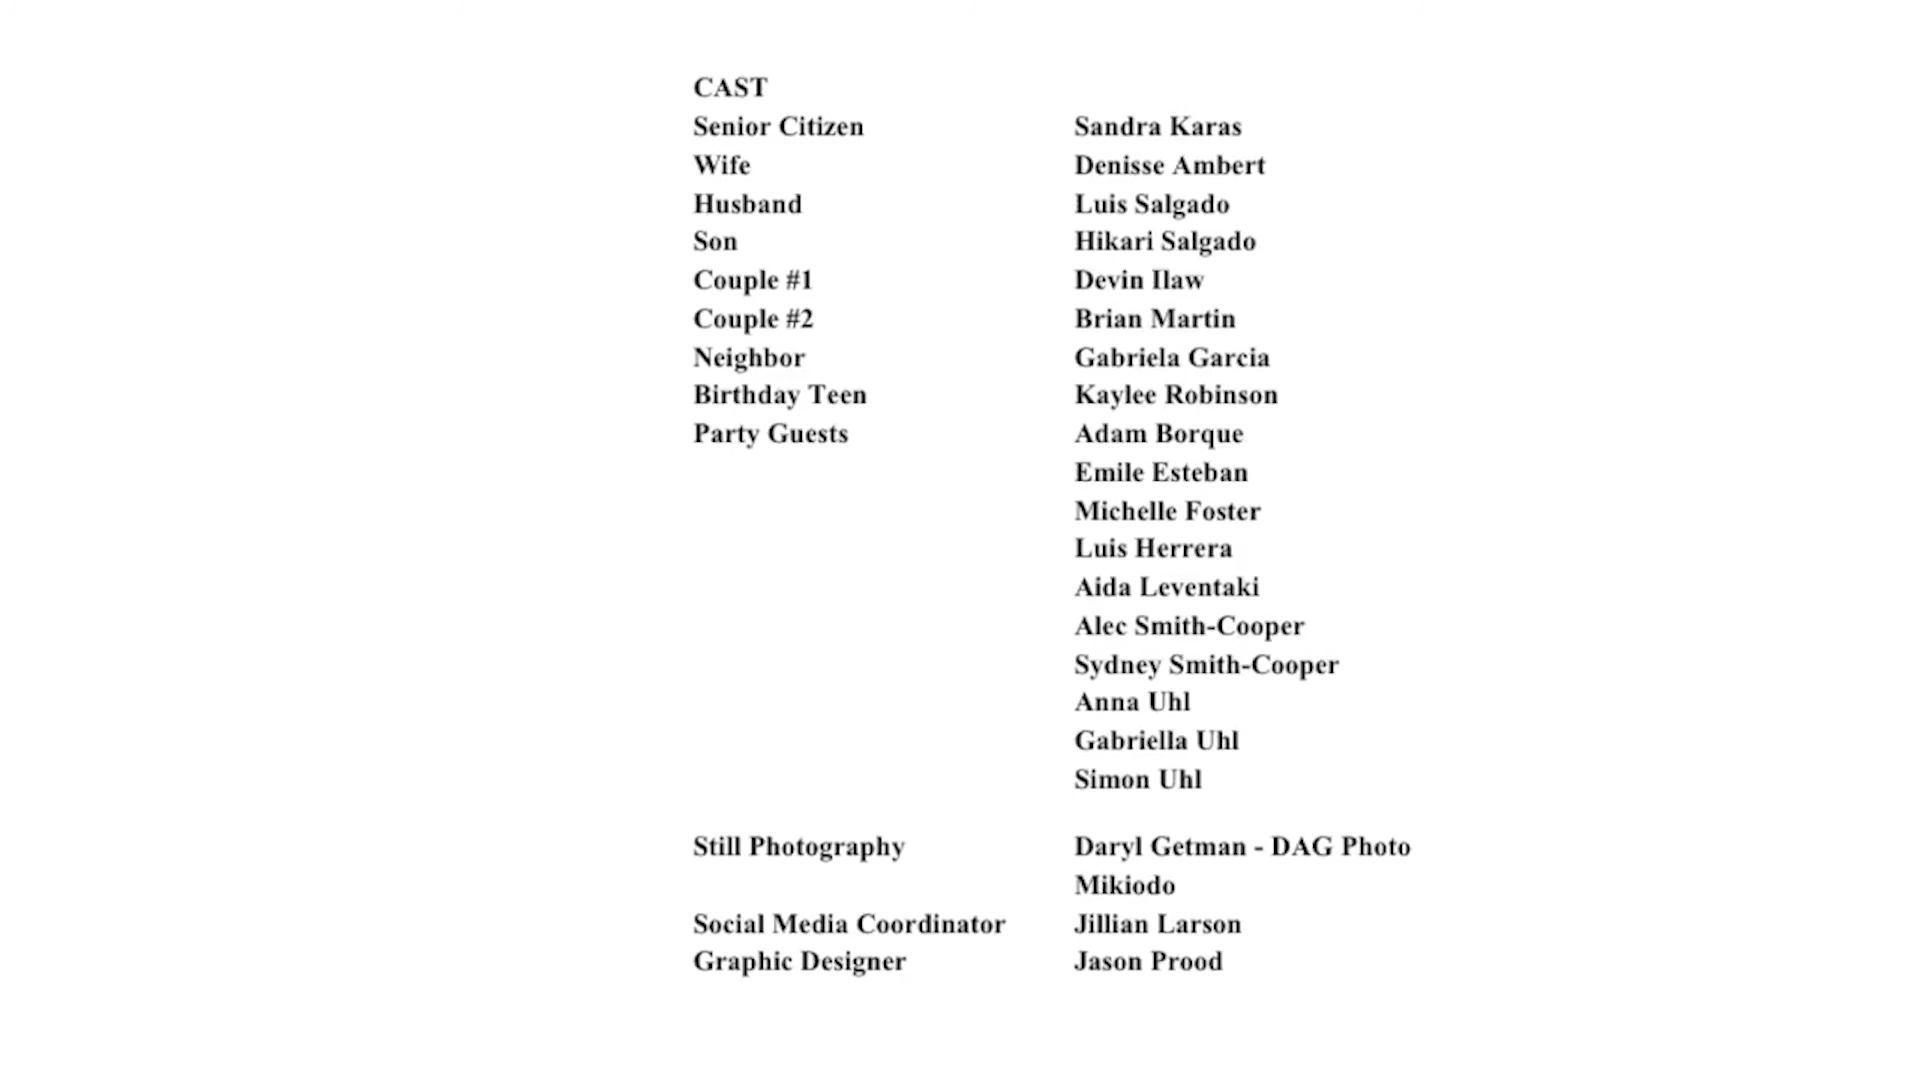 CAST
Senior Citizen Sandra Karas
Wife Denisse Ambert
Husband Luis Salgado
Son Hikari Salgado
Couple #1 Devin Ilaw
Couple #2 Brian Martin
Neighbor Gabriela Garcia
Birthday Teen Kaylee Robinson
Party Guests Adam Borque
Emile Esteban
Michelle Foster
Luis Herrera
Aida Leventaki
Alec Smith-Cooper
Sydney Smith-Cooper
Anna Uhl
Gabriella Uhl
Simon Uhl
Still Photography Daryl Getman - DAG Photo
Mikiodo
Social Media Coordinator Jillian Larson
Graphic Designer Jason Prood